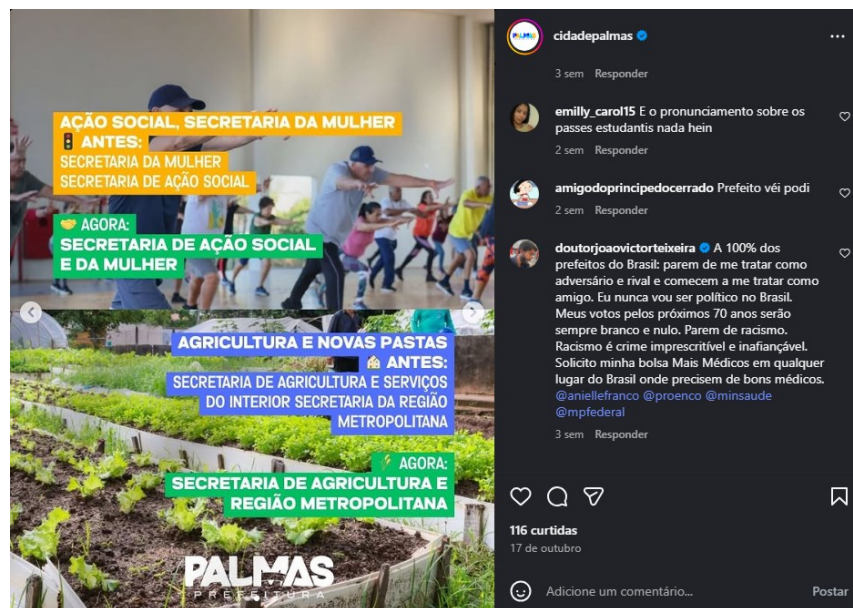 AÇÃO SOCIAL, SECRETARIA DA MULHER
ANTES:
SECRETARIA DA MULHER
SECRETARIA DE AÇÃO SOCIAL
AGORA:
SECRETARIA DE AÇÃO SOCIAL
E DA MULHER
AGRICULTURA E NOVAS PASTAS
ANTES:
SECRETARIA DE AGRICULTURA E SERVIÇOS
DO INTERIOR SECRETARIA DA REGIÃO
METROPOLITANA
AGORA:
SECRETARIA DE AGRICULTURA E
REGIÃO METROPOLITANA
PALMAS
PREFEITURA
PALMAS
cidadepalmas
3 sem Responder
emilly_carol15 E o pronunciamento sobre os
passes estudantis nada hein
2 sem Responder
amigodoprincipedocerrado Prefeito véi podi
2 sem Responder
doutorjoaovictorteixeira A 100% dos
prefeitos do Brasil: parem de me tratar como
adversário e rival e comecem a me tratar como
amigo. Eu nunca vou ser político no Brasil.
Meus votos pelos próximos 70 anos serão
sempre branco e nulo. Parem de racismo.
Racismo é crime imprescritível e inafiançável.
Solicito minha bolsa Mais Médicos em qualquer
lugar do Brasil onde precisem de bons médicos.
@aniellefranco @proenco @minsaude
@mpfederal
3 sem Responder
116 curtidas
17 de outubro
Adicione um comentário...
Postar